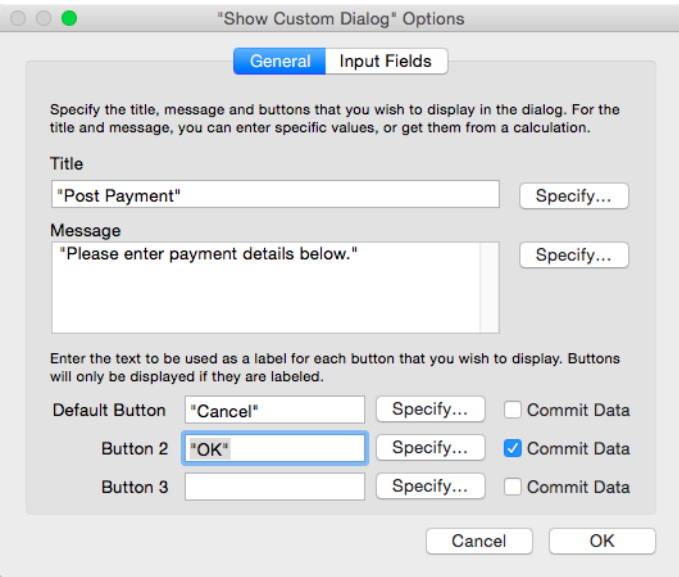 "Show Custom Dialog" Options
General Input Fields
Specify the title, message and buttons that you wish to display in the dialog. For the
title and message, you can enter specific values, or get them from a calculation.
Title
"Post Payment" Specify...
Message
"Please enter payment details below." Specify...
Enter the text to be used as a label for each button that you wish to display. Buttons
will only be displayed if they are labeled.
Default Button "Cancel" Specify... Commit Data
Button 2 "OK" Specify... Commit Data
Button 3 Specify... Commit Data
Cancel OK